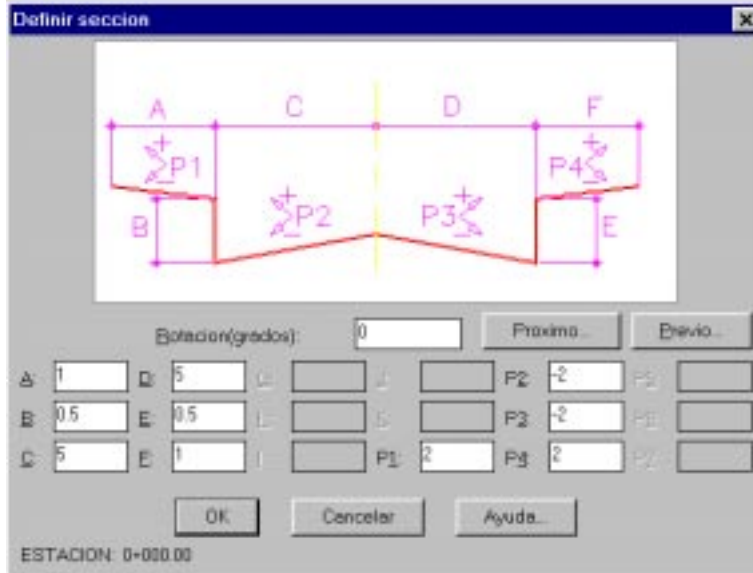 Definir seccion
A C D F
P1 P4
B P2 P3 E
Rotacion(grados): 0 Proximo... Previo...
A: 1 D: 5 P2: -2
B: 0.5 E: 0.5 P3: -2
C: 5 F: 1 P1: 2 P4: 2
OK Cancelar Ayuda...
ESTACION: 0+000.00